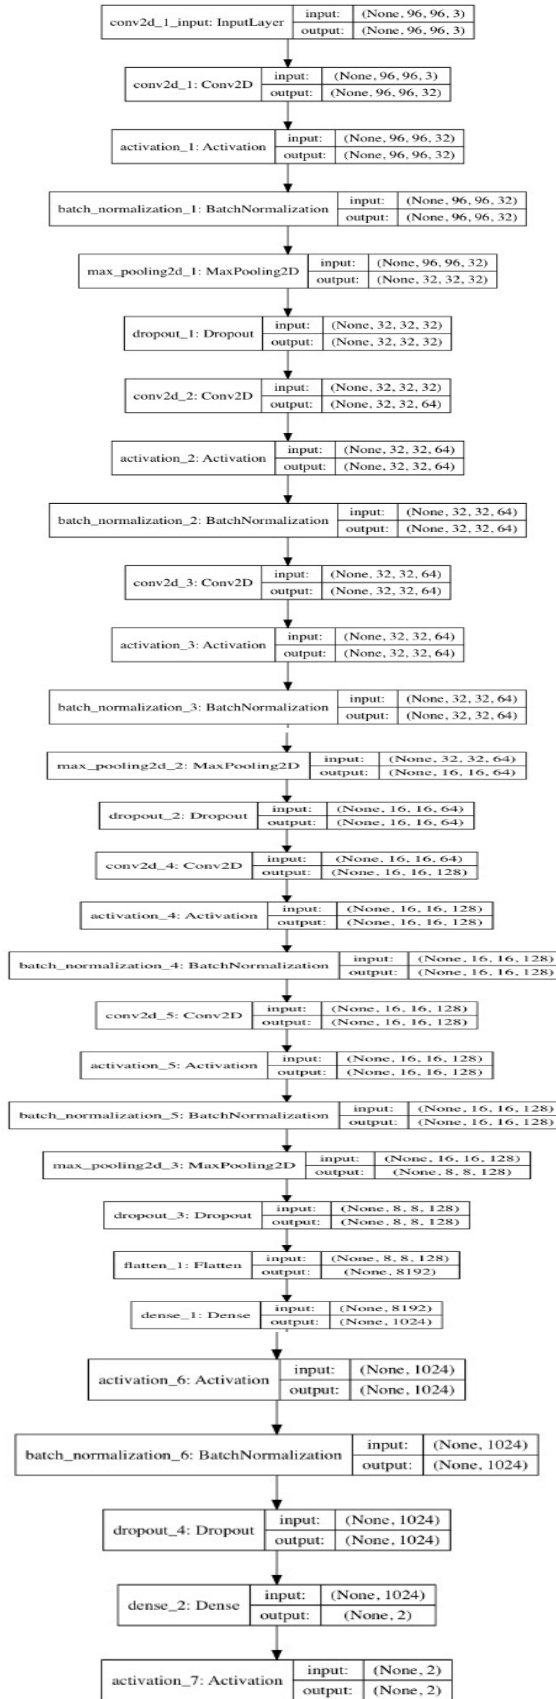 conv2d_1_input: InputLayer input: (None, 96, 96, 3)
output: (None, 96, 96, 3)
conv2d_1: Conv2D input: (None, 96, 96, 3)
output: (None, 96, 96, 32)
activation_1: Activation input: (None, 96, 96, 32)
output: (None, 96, 96, 32)
batch_normalization_1: BatchNormalization input: (None, 96, 96, 32)
output: (None, 96, 96, 32)
max_pooling2d_1: MaxPooling2D input: (None, 96, 96, 32)
output: (None, 32, 32, 32)
dropout_1: Dropout input: (None, 32, 32, 32)
output: (None, 32, 32, 32)
conv2d_2: Conv2D input: (None, 32, 32, 32)
output: (None, 32, 32, 64)
activation_2: Activation input: (None, 32, 32, 64)
output: (None, 32, 32, 64)
batch_normalization_2: BatchNormalization input: (None, 32, 32, 64)
output: (None, 32, 32, 64)
conv2d_3: Conv2D input: (None, 32, 32, 64)
output: (None, 32, 32, 64)
activation_3: Activation input: (None, 32, 32, 64)
output: (None, 32, 32, 64)
batch_normalization_3: BatchNormalization input: (None, 32, 32, 64)
output: (None, 32, 32, 64)
max_pooling2d_2: MaxPooling2D input: (None, 32, 32, 64)
output: (None, 16, 16, 64)
dropout_2: Dropout input: (None, 16, 16, 64)
output: (None, 16, 16, 64)
conv2d_4: Conv2D input: (None, 16, 16, 64)
output: (None, 16, 16, 128)
activation_4: Activation input: (None, 16, 16, 128)
output: (None, 16, 16, 128)
batch_normalization_4: BatchNormalization input: (None, 16, 16, 128)
output: (None, 16, 16, 128)
conv2d_5: Conv2D input: (None, 16, 16, 128)
output: (None, 16, 16, 128)
activation_5: Activation input: (None, 16, 16, 128)
output: (None, 16, 16, 128)
batch_normalization_5: BatchNormalization input: (None, 16, 16, 128)
output: (None, 16, 16, 128)
max_pooling2d_3: MaxPooling2D input: (None, 16, 16, 128)
output: (None, 8, 8, 128)
dropout_3: Dropout input: (None, 8, 8, 128)
output: (None, 8, 8, 128)
flatten_1: Flatten input: (None, 8, 8, 128)
output: (None, 8192)
dense_1: Dense input: (None, 8192)
output: (None, 1024)
activation_6: Activation input: (None, 1024)
output: (None, 1024)
batch_normalization_6: BatchNormalization input: (None, 1024)
output: (None, 1024)
dropout_4: Dropout input: (None, 1024)
output: (None, 1024)
dense_2: Dense input: (None, 1024)
output: (None, 2)
activation_7: Activation input: (None, 2)
output: (None, 2)